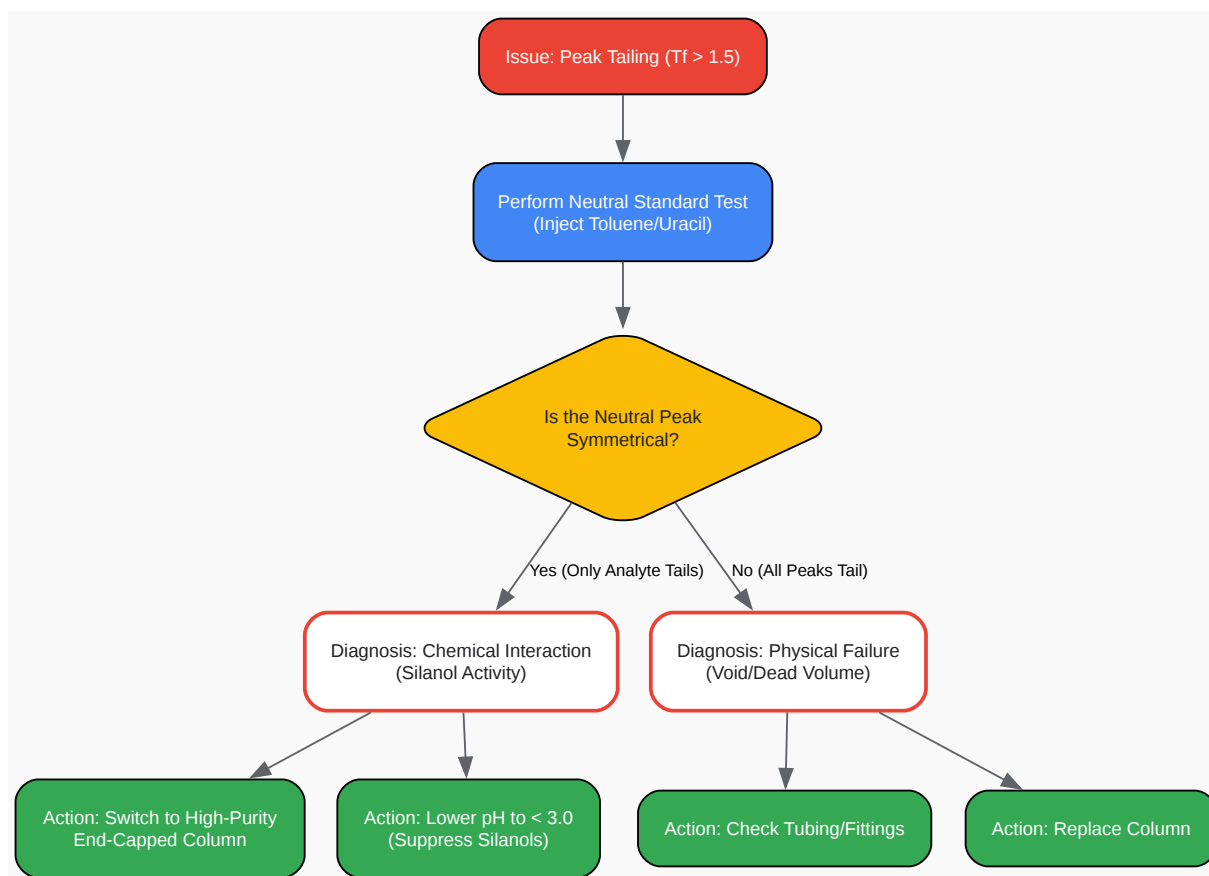 Issue: Peak Tailing (Tf > 1.5)
Perform Neutral Standard Test
(Inject Toluene/Uracil)
Is the Neutral Peak
Symmetrical?
Yes (Only Analyte Tails)
No (All Peaks Tail)
Diagnosis: Chemical Interaction
(Silanol Activity)
Diagnosis: Physical Failure
(Void/Dead Volume)
Action: Switch to High-Purity
End-Capped Column
Action: Lower pH to < 3.0
(Suppress Silanols)
Action: Check Tubing/Fittings
Action: Replace Column